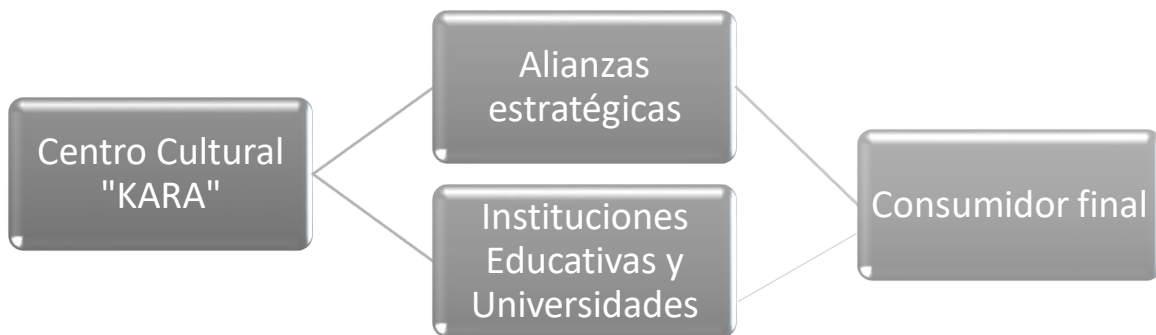 Centro Cultural
"KARA"
Alianzas
estratégicas
Instituciones
Educativas y
Universidades
Consumidor final